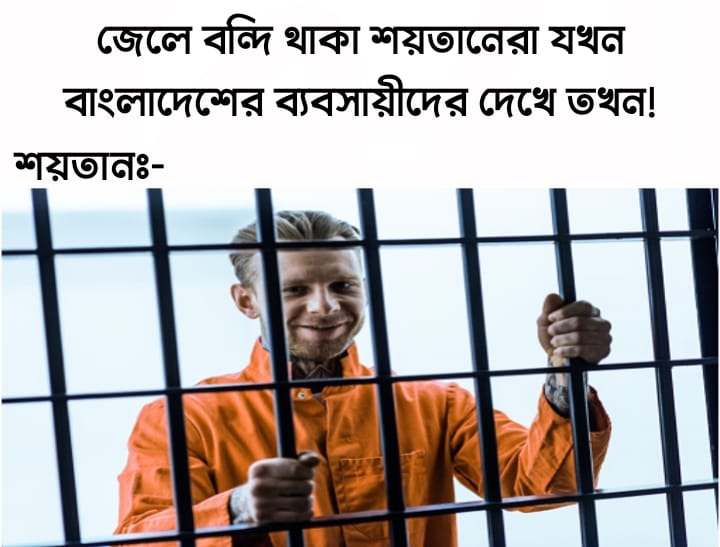 জেলে বন্দি থাকা শয়তানেরা যখন
বাংলাদেশের ব্যবসায়ীদের দেখে তখন!
শয়তানঃ-